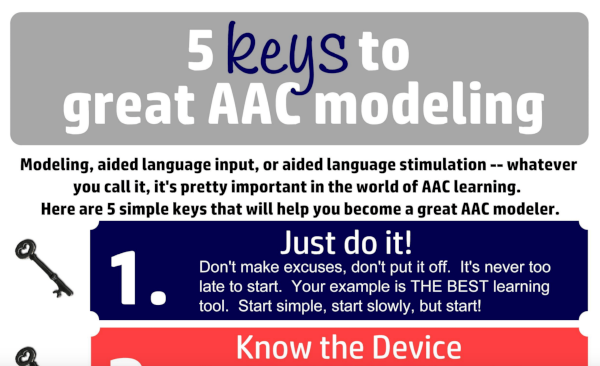 5 keys to
great AAC modeling
Modeling, aided language input, or aided language stimulation -- whatever
you call it, it's pretty important in the world of AAC learning.
Here are 5 simple keys that will help you become a great AAC modeler.
1.
Just do it!
Don't make excuses, don't put it off. It's never too
late to start. Your example is THE BEST learning
tool. Start simple, start slowly, but start!
Know the Device